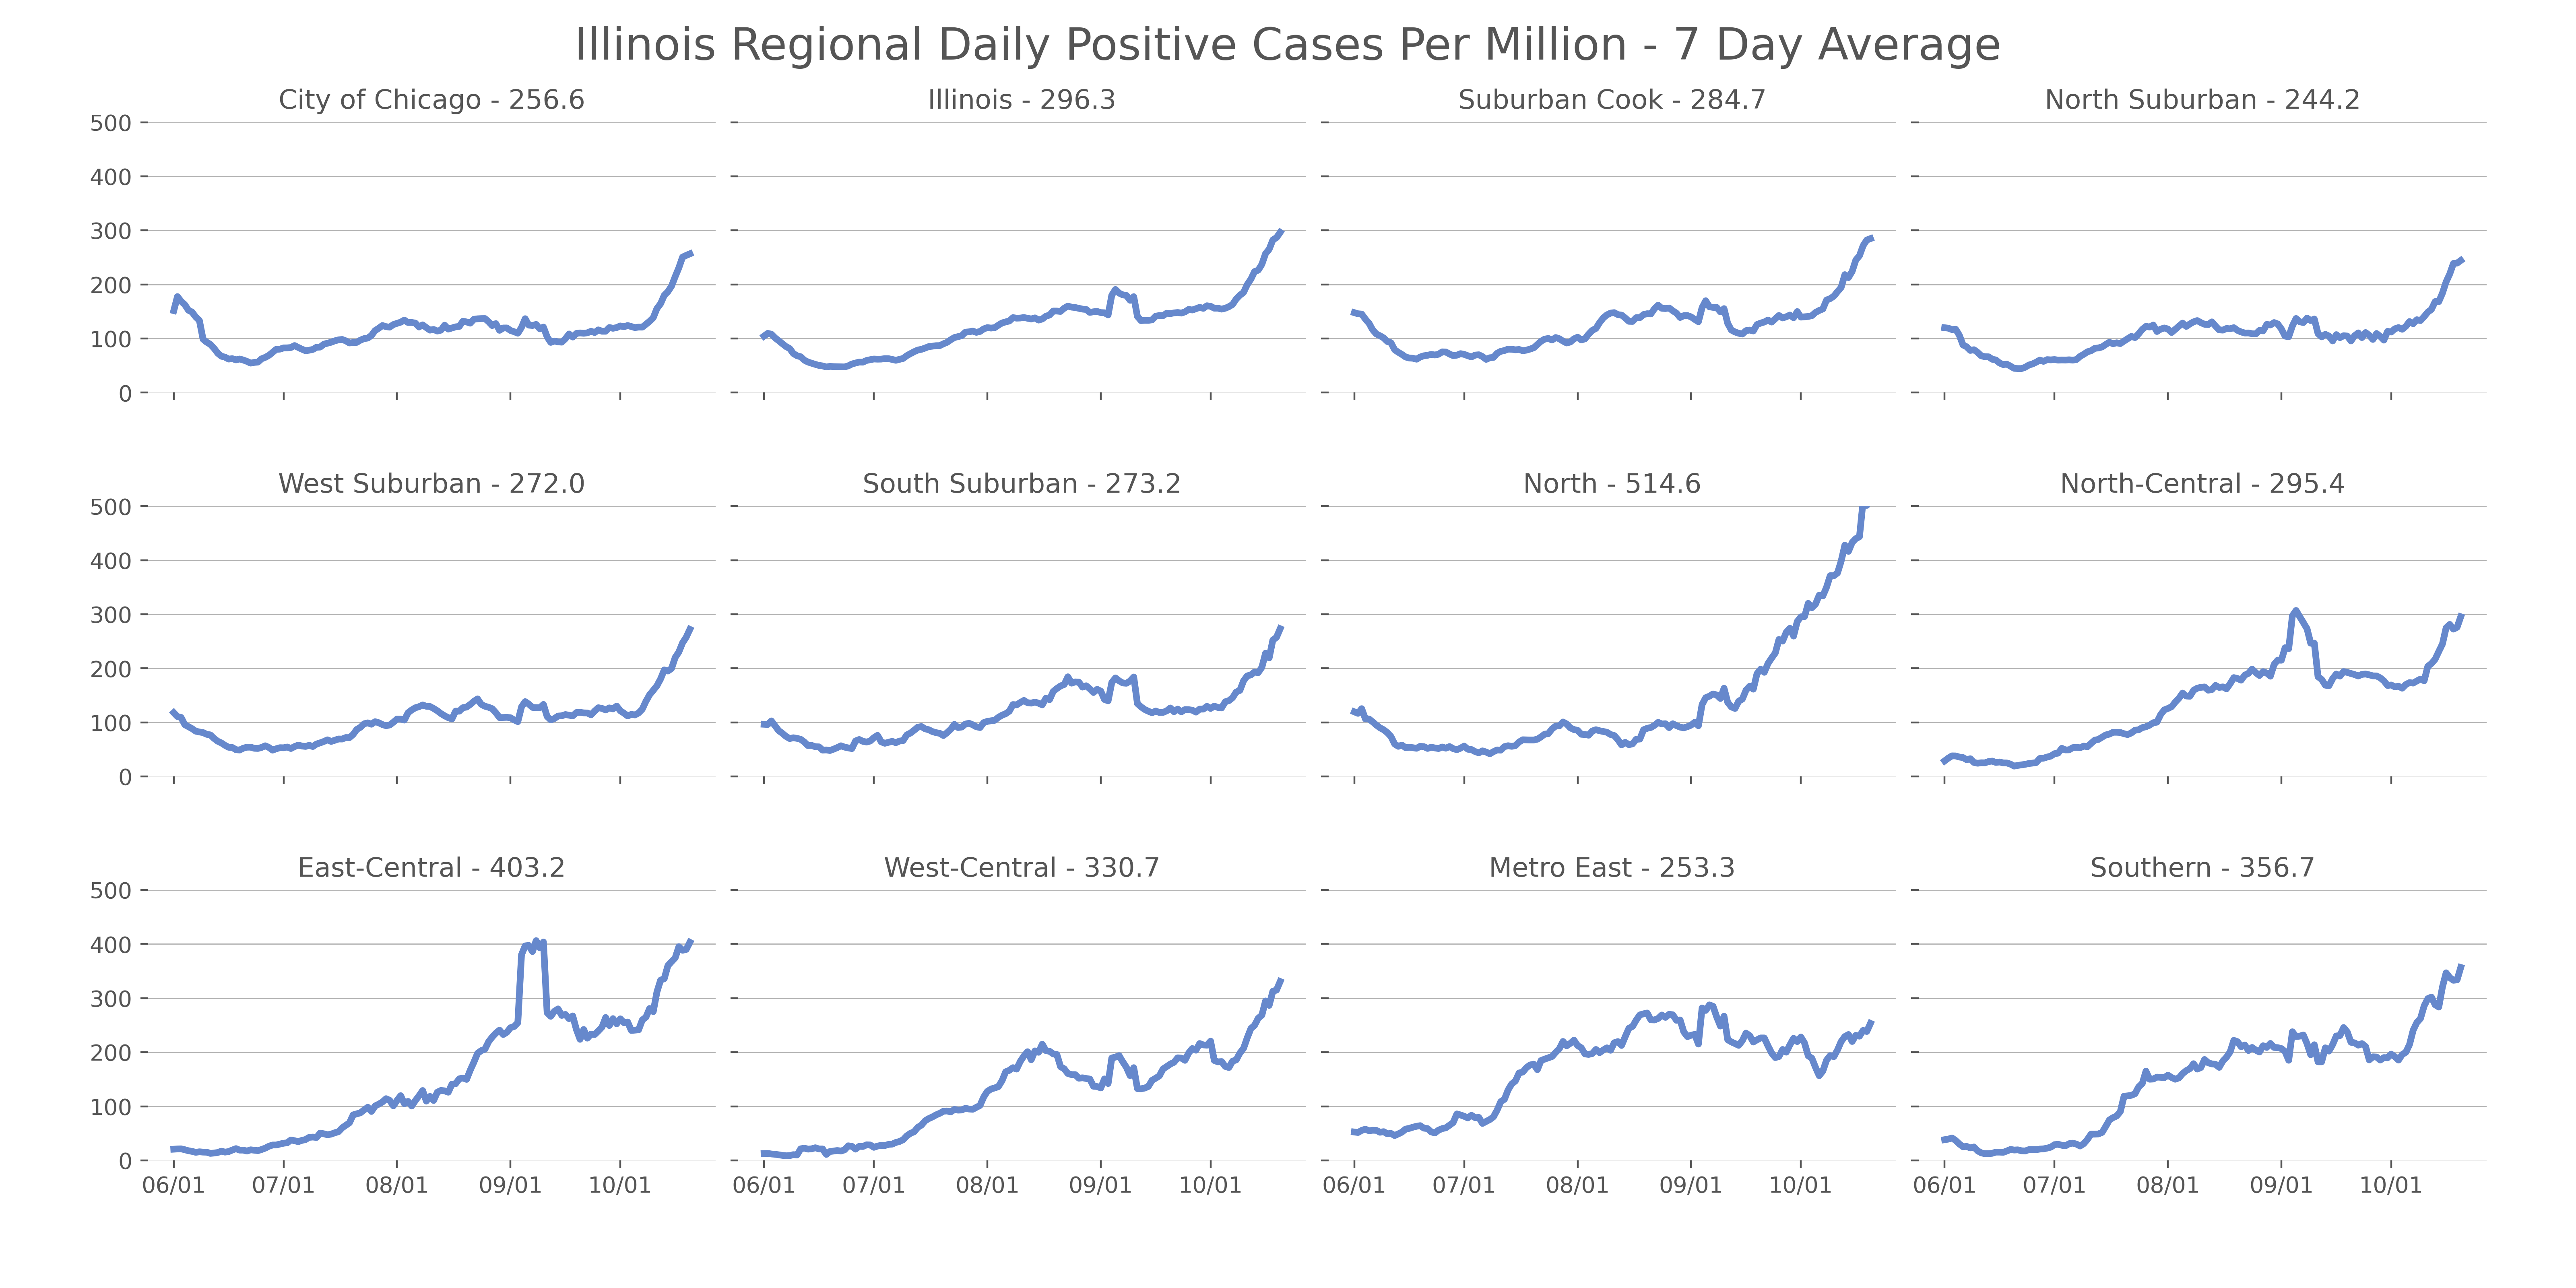 Illinois Regional Daily Positive Cases Per Million - 7 Day Average
City of Chicago - 256.6
Illinois - 296.3
Suburban Cook - 284.7
North Suburban - 244.2
500
400
300
200
100
0
West Suburban - 272.0
South Suburban - 273.2
North - 514.6
North-Central - 295.4
500
400
300
200
100
0
East-Central - 403.2
West-Central - 330.7
Metro East - 253.3
Southern - 356.7
500
400
300
200
100
0
06/01 07/01 08/01 09/01 10/01
06/01 07/01 08/01 09/01 10/01
06/01 07/01 08/01 09/01 10/01
06/01 07/01 08/01 09/01 10/01